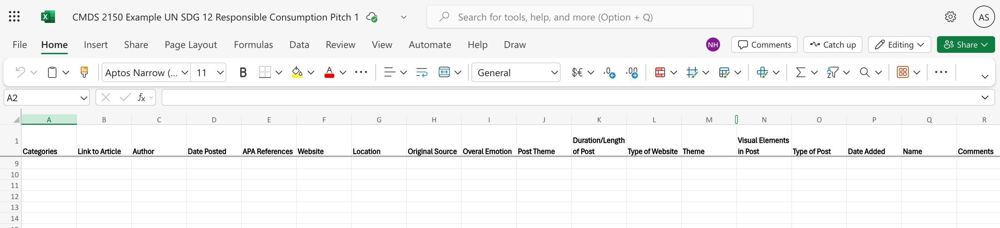 CMDS 2150 Example UN SDG 12 Responsible Consumption Pitch 1
Search for tools, help, and more (Option + Q)
AS
File Home Insert Share Page Layout Formulas Data Review View Automate Help Draw
NH Comments Catch up Editing Share
Aptos Narrow (... 11 B A General $€ .0 .00
A2 fx
A B C D E F G H I J K L M N O P Q R
1 Categories Link to Article Author Date Posted APA References Website Location Original Source Overal Emotion Post Theme Duration/Length of Post Type of Website Theme Visual Elements in Post Type of Post Date Added Name Comments
9
10
11
12
13
14